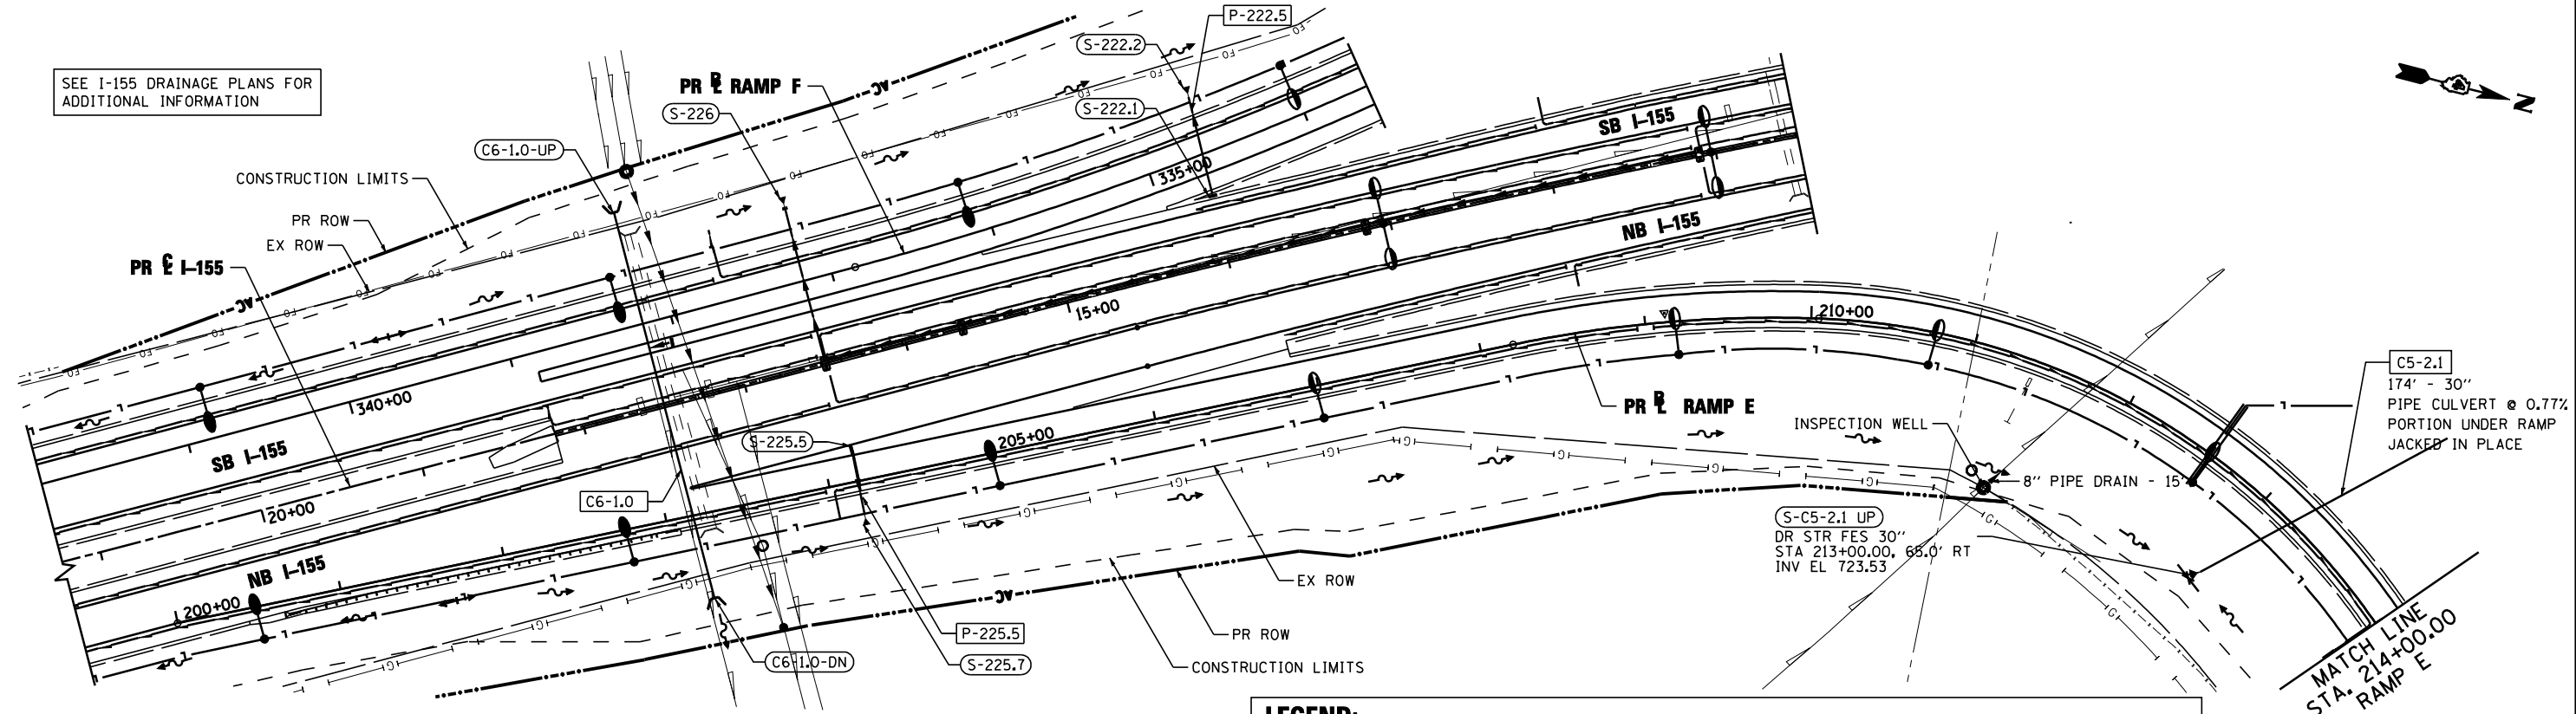 SEE I-155 DRAINAGE PLANS FOR
ADDITIONAL INFORMATION
CONSTRUCTION LIMITS
PR ROW
EX ROW
PR ℄ I-155
C6-1.0-UP
S-226
PR ⅊ RAMP F
S-222.2
P-222.5
S-222.1
AC
AC
FO
335+00
SB I-155
NB I-155
15+00
N
340+00
SB I-155
20+00
NB I-155
200+00
C6-1.0
S-225.5
205+00
210+00
PR ⅊ RAMP E
INSPECTION WELL
8" PIPE DRAIN - 15'
C5-2.1
174' - 30"
PIPE CULVERT @ 0.77%
PORTION UNDER RAMP
JACKED IN PLACE
S-C5-2.1 UP
DR STR FES 30"
STA 213+00.00, 65.0' RT
INV EL 723.53
EX ROW
AC
P-225.5
S-225.7
C6-1.0-DN
PR ROW
CONSTRUCTION LIMITS
G
MATCH LINE
STA. 214+00.00
RAMP E
LEGEND: